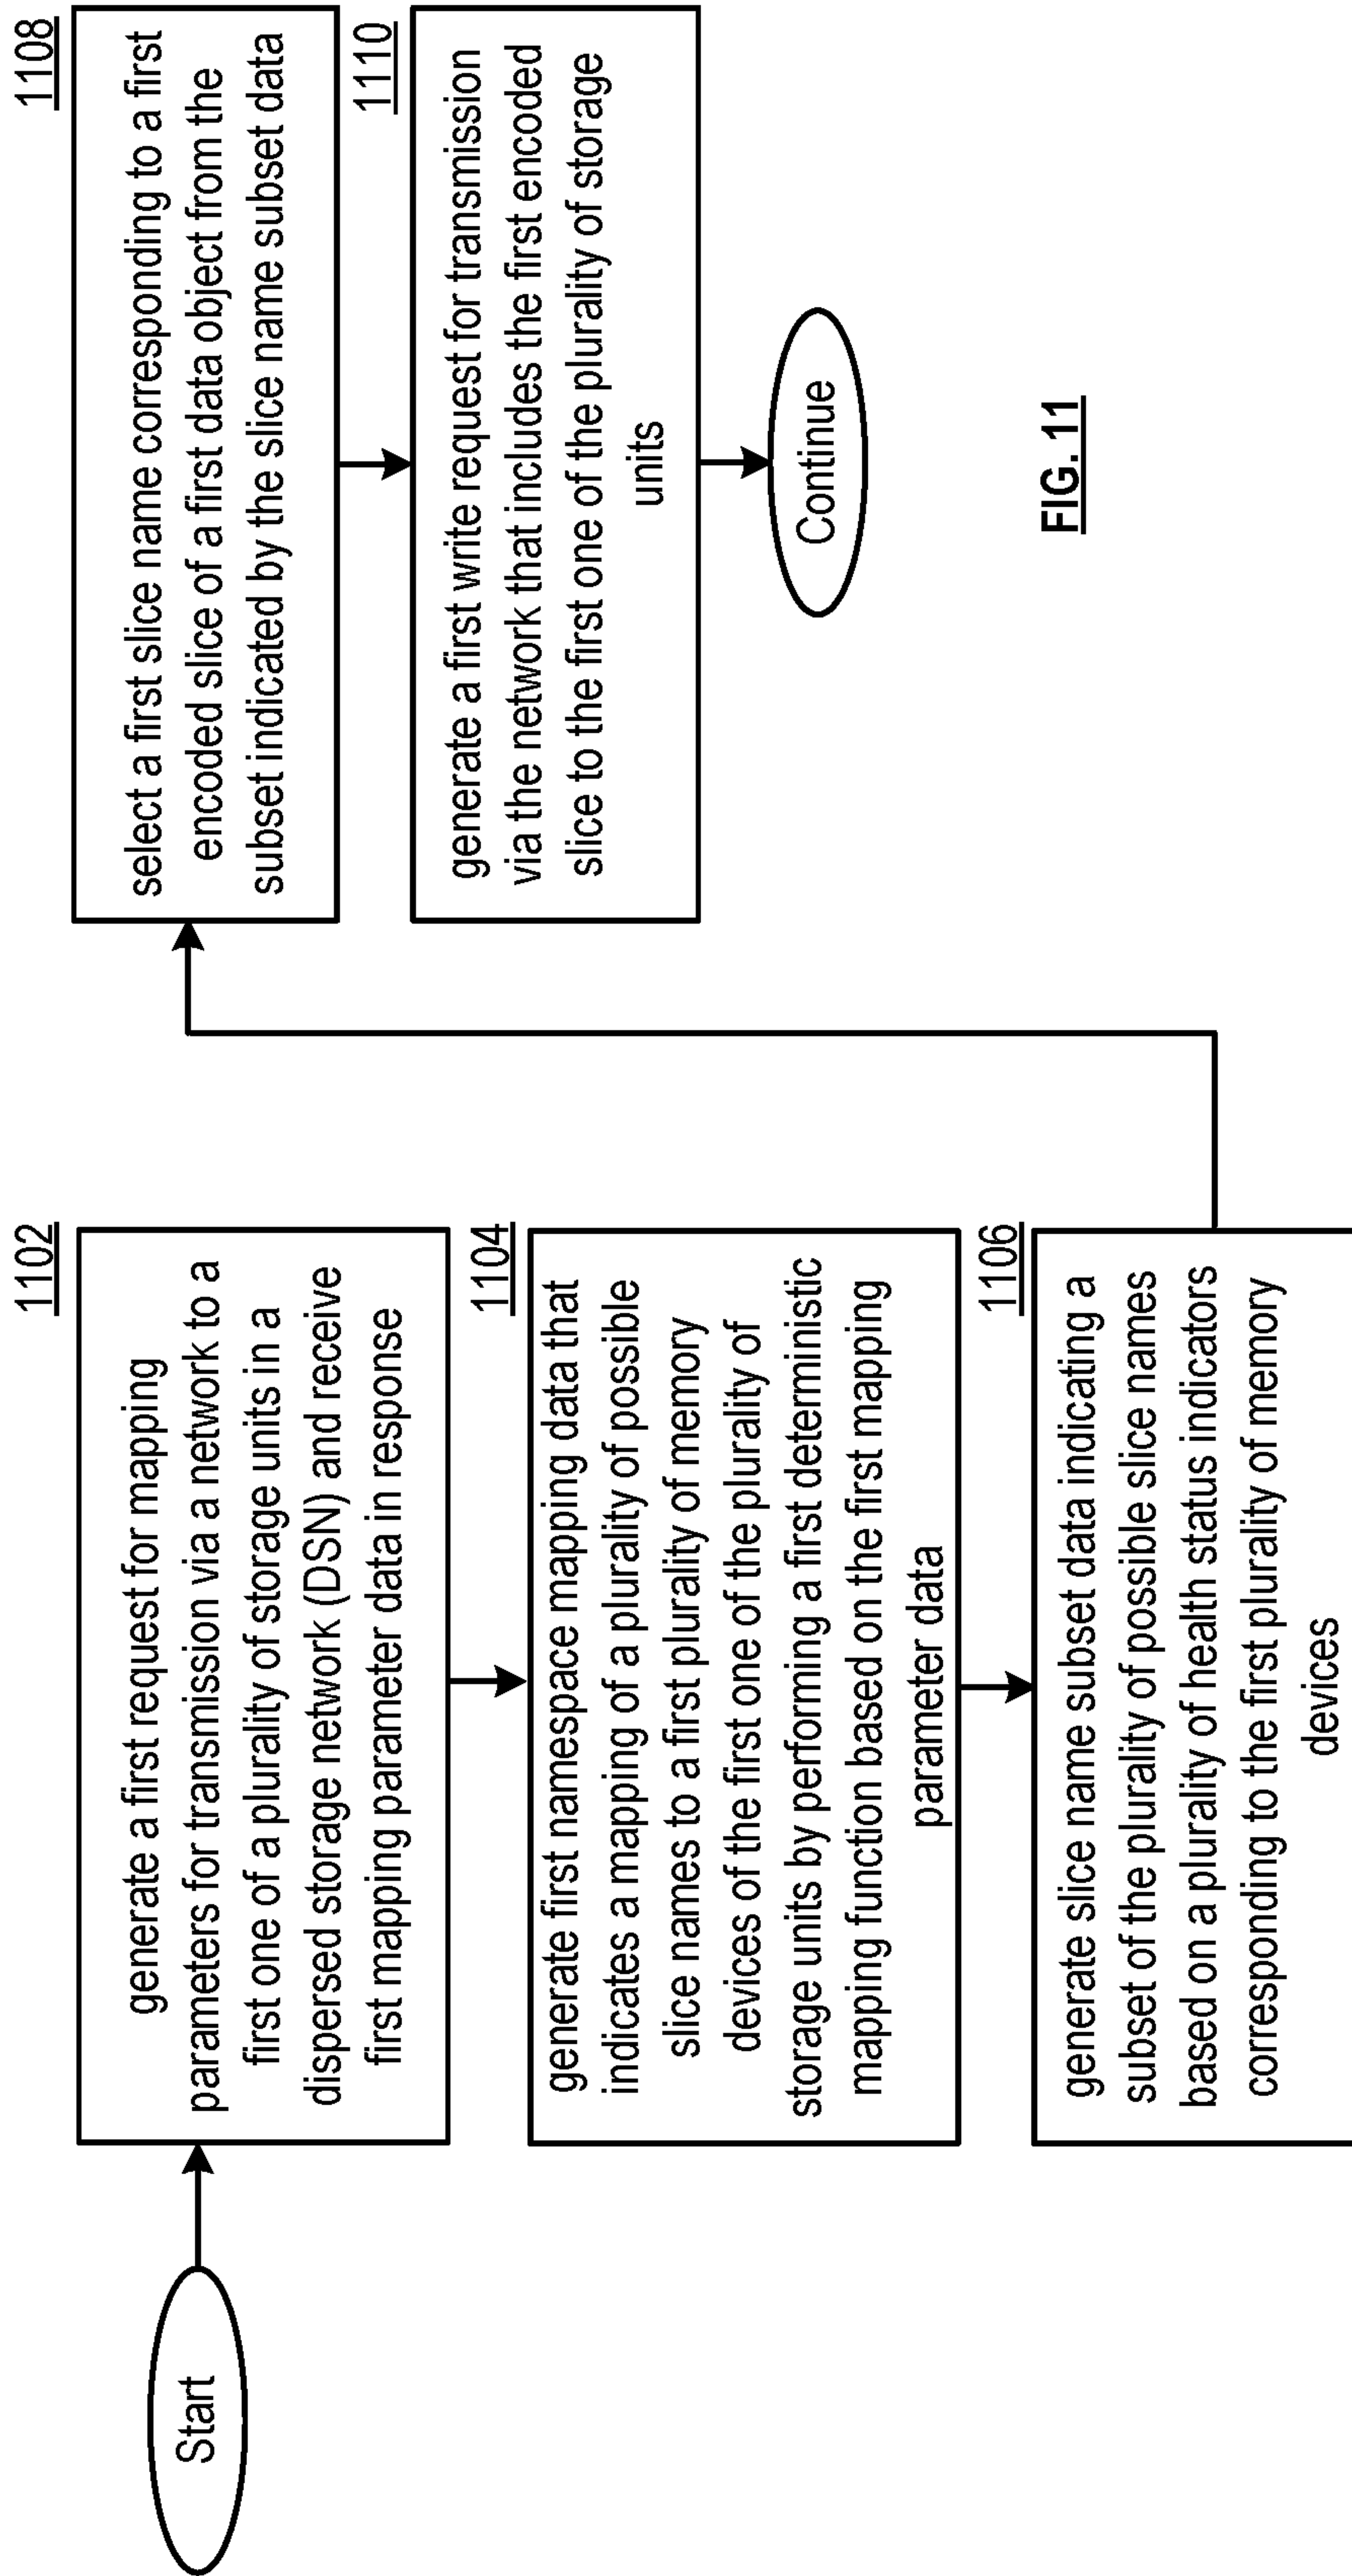 Start
1102
generate a first request for mapping
parameters for transmission via a network to a
first one of a plurality of storage units in a
dispersed storage network (DSN) and receive
first mapping parameter data in response
1104
generate first namespace mapping data that
indicates a mapping of a plurality of possible
slice names to a first plurality of memory
devices of the first one of the plurality of
storage units by performing a first deterministic
mapping function based on the first mapping
parameter data
1106
generate slice name subset data indicating a
subset of the plurality of possible slice names
based on a plurality of health status indicators
corresponding to the first plurality of memory
devices
1108
select a first slice name corresponding to a first
encoded slice of a first data object from the
subset indicated by the slice name subset data
1110
generate a first write request for transmission
via the network that includes the first encoded
slice to the first one of the plurality of storage
units
Continue
FIG. 11